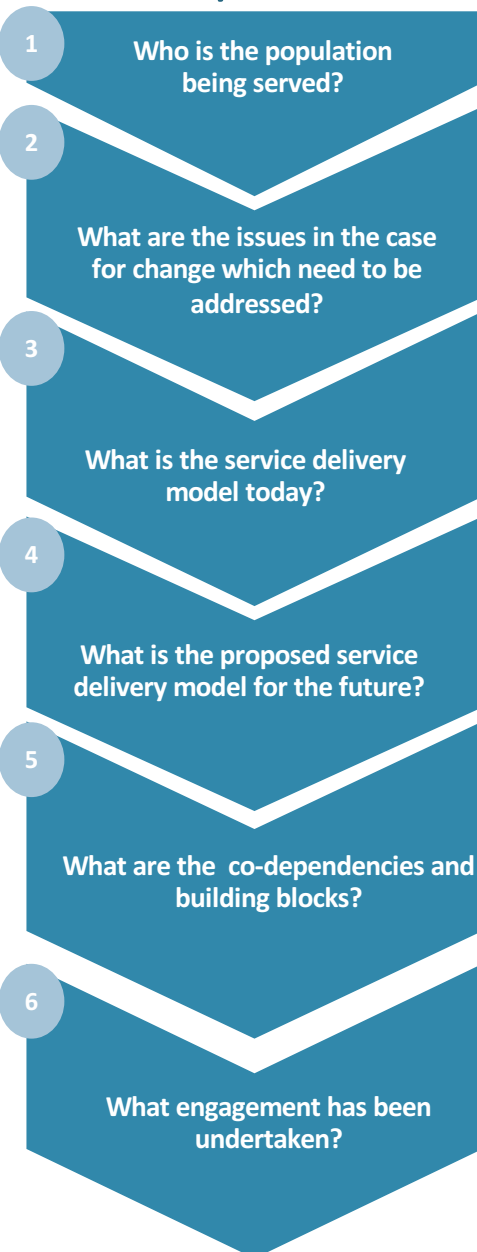 1
Who is the population
being served?
2
What are the issues in the case
for change which need to be
addressed?
3
What is the service delivery
model today?
4
What is the proposed service
delivery model for the future?
5
What are the  co-dependencies and
building blocks?
6
What engagement has been
undertaken?